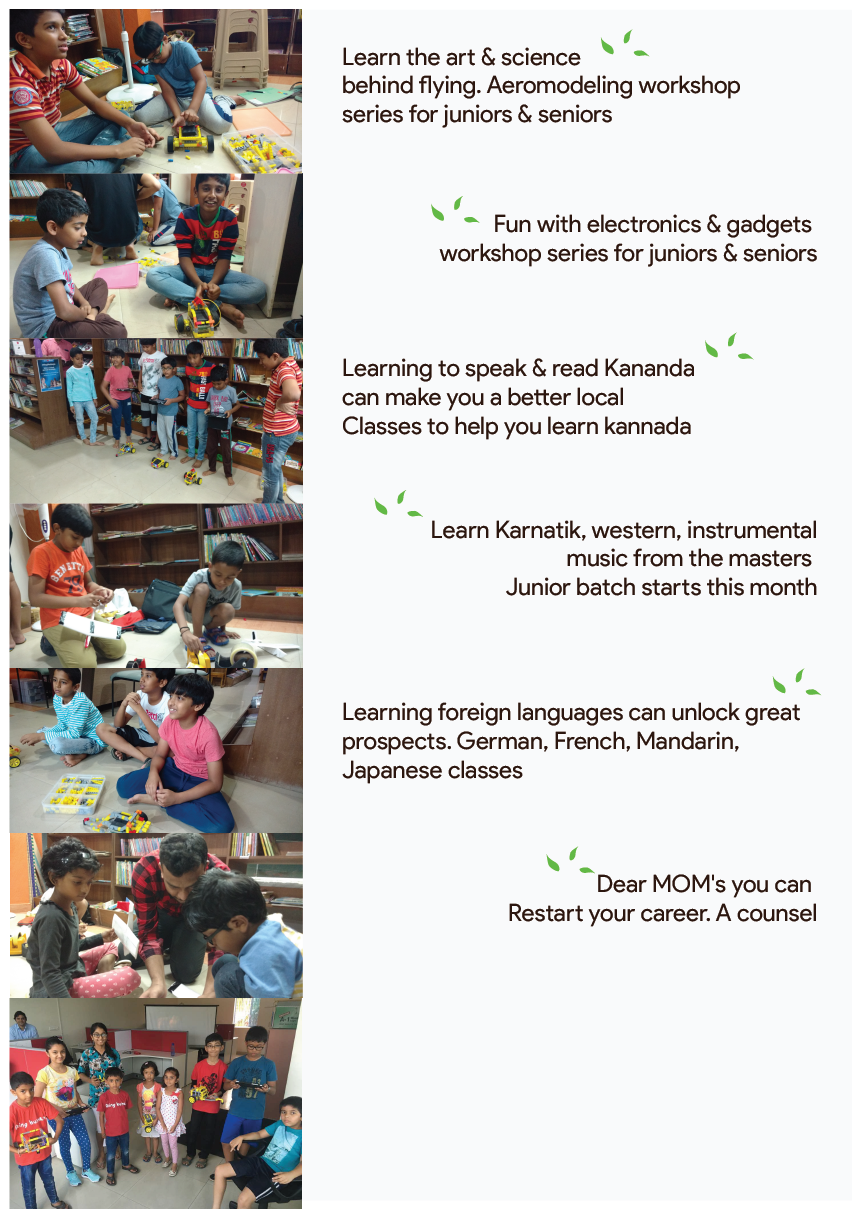 Learn the art & science
behind flying. Aeromodeling workshop
series for juniors & seniors
Fun with electronics & gadgets
workshop series for juniors & seniors
Learning to speak & read Kananda
can make you a better local
Classes to help you learn kannada
Learn Karnatik, western, instrumental
music from the masters
Junior batch starts this month
Learning foreign languages can unlock great
prospects. German, French, Mandarin,
Japanese classes
Dear MOM's you can
Restart your career. A counsel